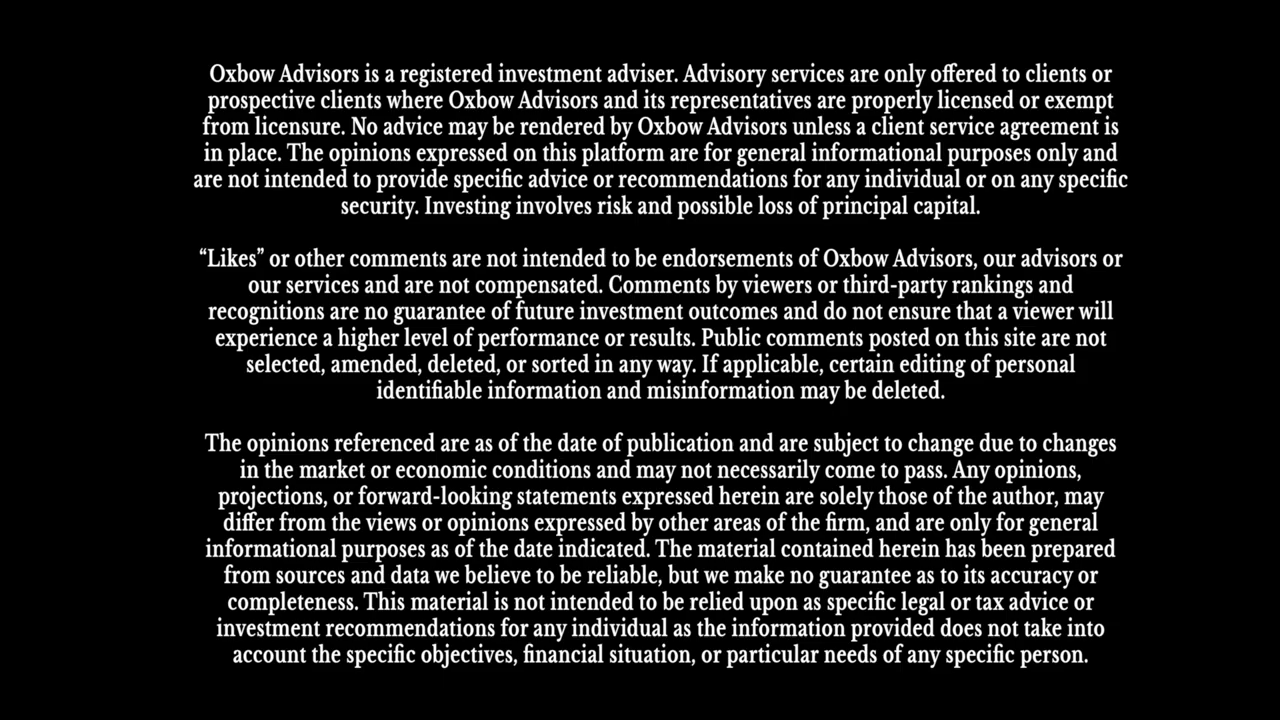 Oxbow Advisors is a registered investment adviser. Advisory services are only offered to clients or
prospective clients where Oxbow Advisors and its representatives are properly licensed or exempt
from licensure. No advice may be rendered by Oxbow Advisors unless a client service agreement is
in place. The opinions expressed on this platform are for general informational purposes only and
are not intended to provide specific advice or recommendations for any individual or on any specific
security. Investing involves risk and possible loss of principal capital.
“Likes” or other comments are not intended to be endorsements of Oxbow Advisors, our advisors or
our services and are not compensated. Comments by viewers or third-party rankings and
recognitions are no guarantee of future investment outcomes and do not ensure that a viewer will
experience a higher level of performance or results. Public comments posted on this site are not
selected, amended, deleted, or sorted in any way. If applicable, certain editing of personal
identifiable information and misinformation may be deleted.
The opinions referenced are as of the date of publication and are subject to change due to changes
in the market or economic conditions and may not necessarily come to pass. Any opinions,
projections, or forward-looking statements expressed herein are solely those of the author, may
differ from the views or opinions expressed by other areas of the firm, and are only for general
informational purposes as of the date indicated. The material contained herein has been prepared
from sources and data we believe to be reliable, but we make no guarantee as to its accuracy or
completeness. This material is not intended to be relied upon as specific legal or tax advice or
investment recommendations for any individual as the information provided does not take into
account the specific objectives, financial situation, or particular needs of any specific person.